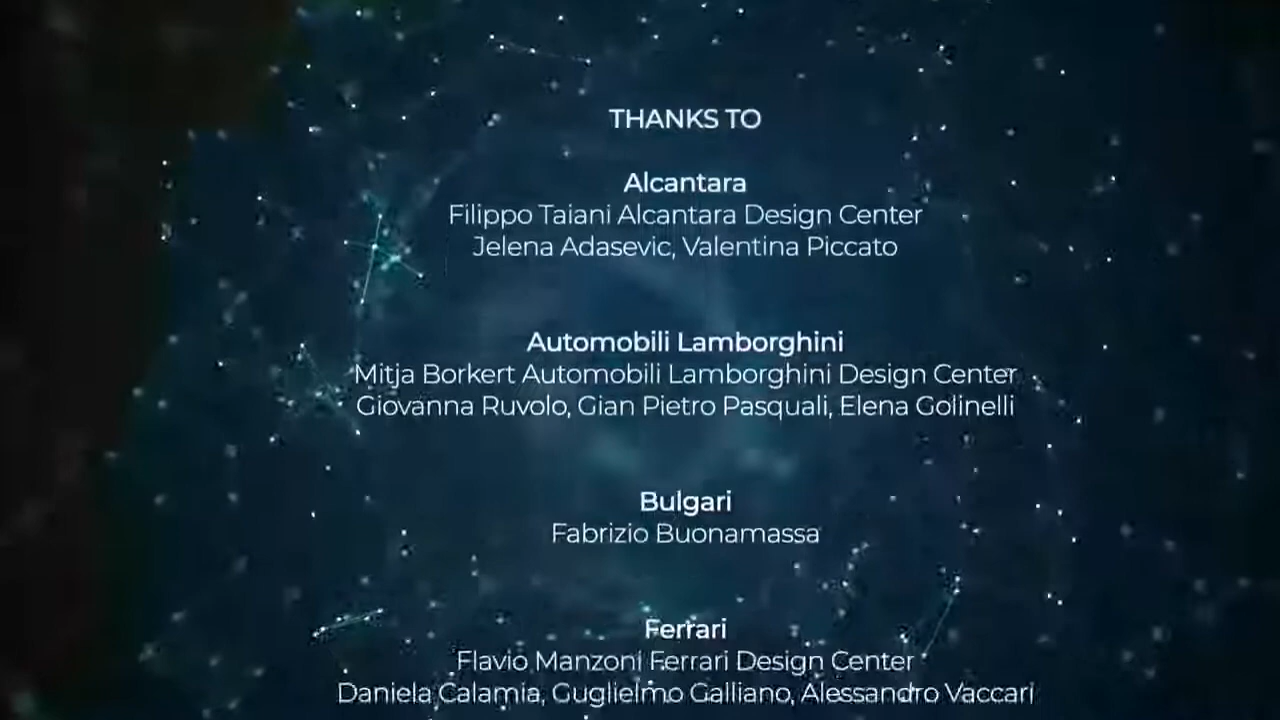 THANKS TO
Alcantara
Filippo Taiani Alcantara Design Center
Jelena Adasevic, Valentina Piccato
Automobili Lamborghini
Mitja Borkert Automobili Lamborghini Design Center
Giovanna Ruvolo, Gian Pietro Pasquali, Elena Golinelli
Bulgari
Fabrizio Buonamassa
Ferrari
Flavio Manzoni Ferrari Design Center
Daniela Calamia, Guglielmo Galliano, Alessandro Vaccari